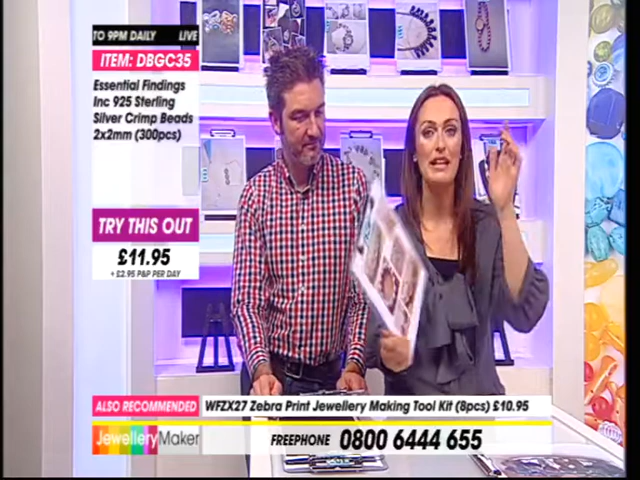 TO 9PM DAILY LIVE
ITEM: DBGC35
Essential Findings
Inc 925 Sterling
Silver Crimp Beads
2x2mm (300pcs)
TRY THIS OUT
£11.95
+ £2.95 P&P PER DAY
ALSO RECOMMENDED WFZX27 Zebra Print Jewellery Making Tool Kit (8pcs) £10.95
JewelleryMaker FREEPHONE 0800 6444 655